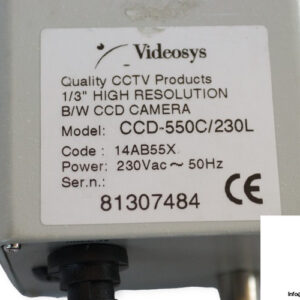 Videosys
Quality CCTV Products
1/3" HIGH RESOLUTION
B/W CCD CAMERA
Model: CCD-550C/230L
Code : 14AB55X
Power: 230Vac ~ 50Hz
Ser.n.:
81307484
CE